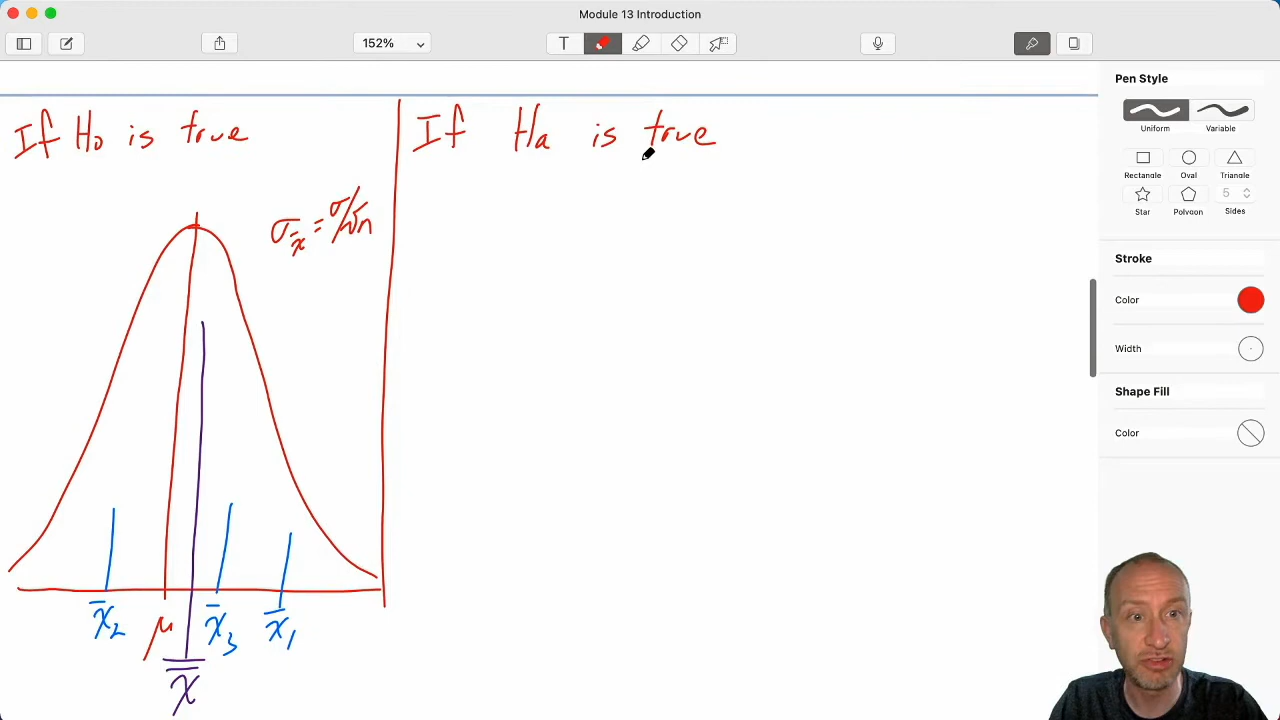 Module 13 Introduction
152%
T
If H₀ is true
σ_x̄ = σ/√n
x̄₂
μ
x̄₃
x̄₁
x̿
If Ha is true
Pen Style
Uniform
Variable
Rectangle
Oval
Triangle
Star
Polygon
5
Sides
Stroke
Color
Width
Shape Fill
Color